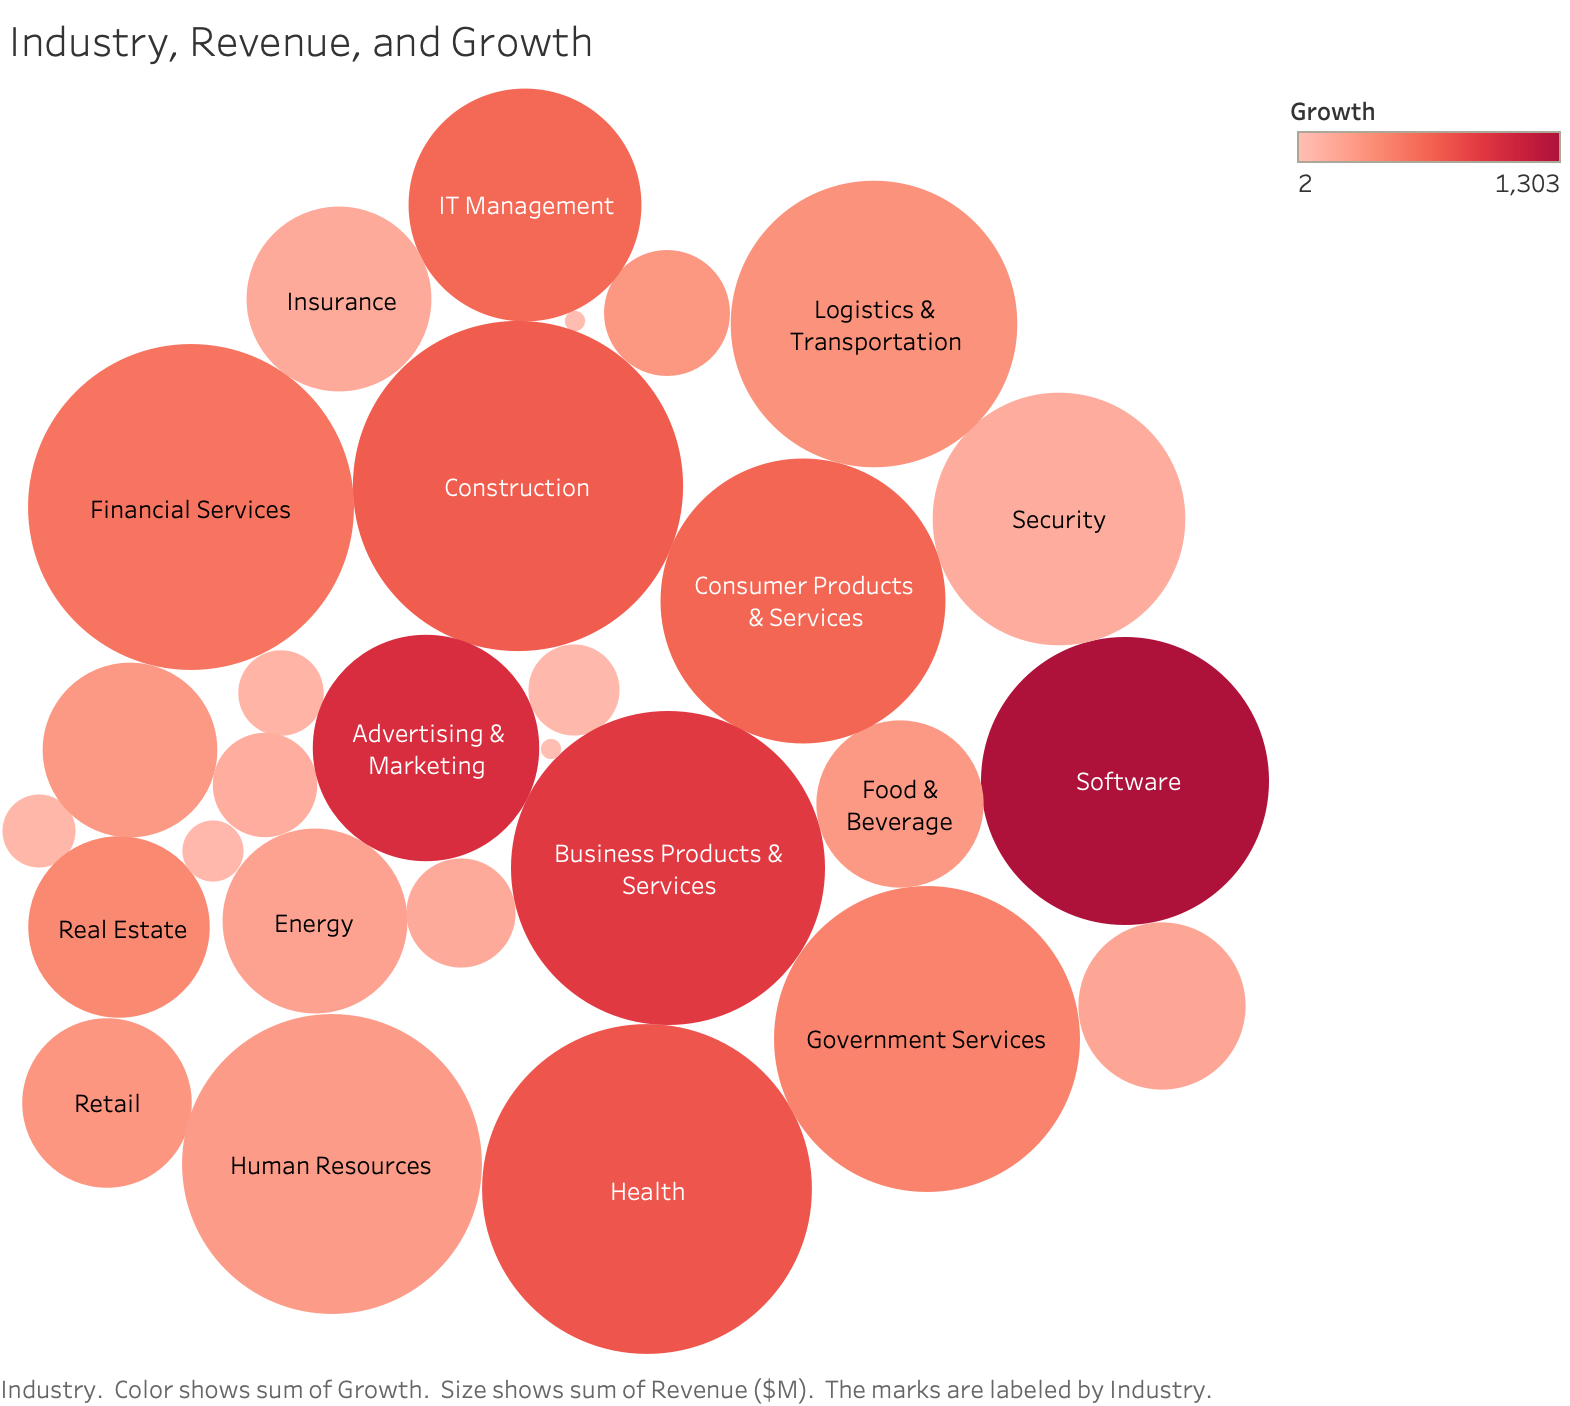 Industry, Revenue, and Growth
Growth
2
1,303
IT Management
Insurance
Logistics &
Transportation
Construction
Financial Services
Security
Consumer Products
& Services
Advertising &
Marketing
Software
Food &
Beverage
Business Products &
Services
Real Estate
Energy
Government Services
Retail
Human Resources
Health
Industry. Color shows sum of Growth. Size shows sum of Revenue ($M). The marks are labeled by Industry.